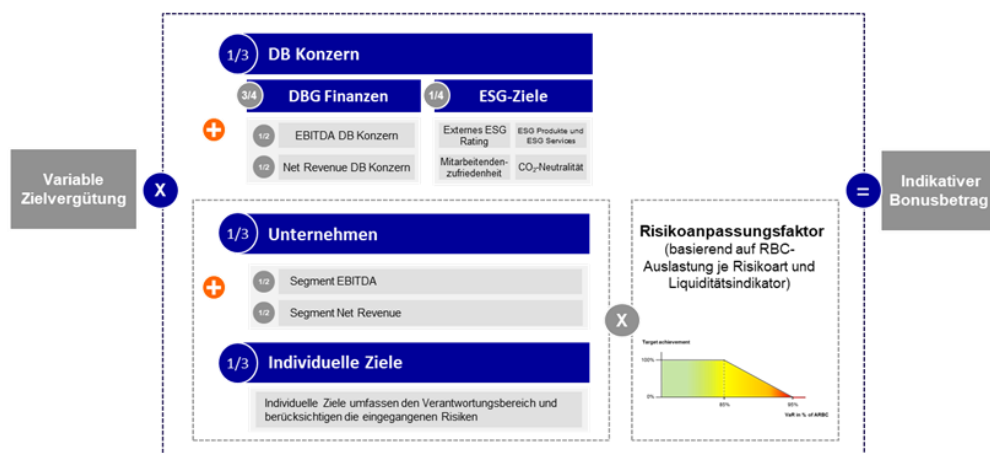 1/3 DB Konzern
3/4 DBG Finanzen
1/4 ESG-Ziele
1/2 EBITDA DB Konzern
1/2 Net Revenue DB Konzern
Externes ESG
Rating
ESG Produkte und
ESG Services
Mitarbeitenden-
zufriedenheit
CO₂-Neutralität
+
Variable
Zielvergütung
X
=
Indikativer
Bonusbetrag
1/3 Unternehmen
+
1/2 Segment EBITDA
1/2 Segment Net Revenue
1/3 Individuelle Ziele
Individuelle Ziele umfassen den Verantwortungsbereich und
berücksichtigen die eingegangenen Risiken
X
Risikoanpassungsfaktor
(basierend auf RBC-
Auslastung je Risikoart und
Liquiditätsindikator)
Target achievement
100%
0%
VaR in % of ARBC